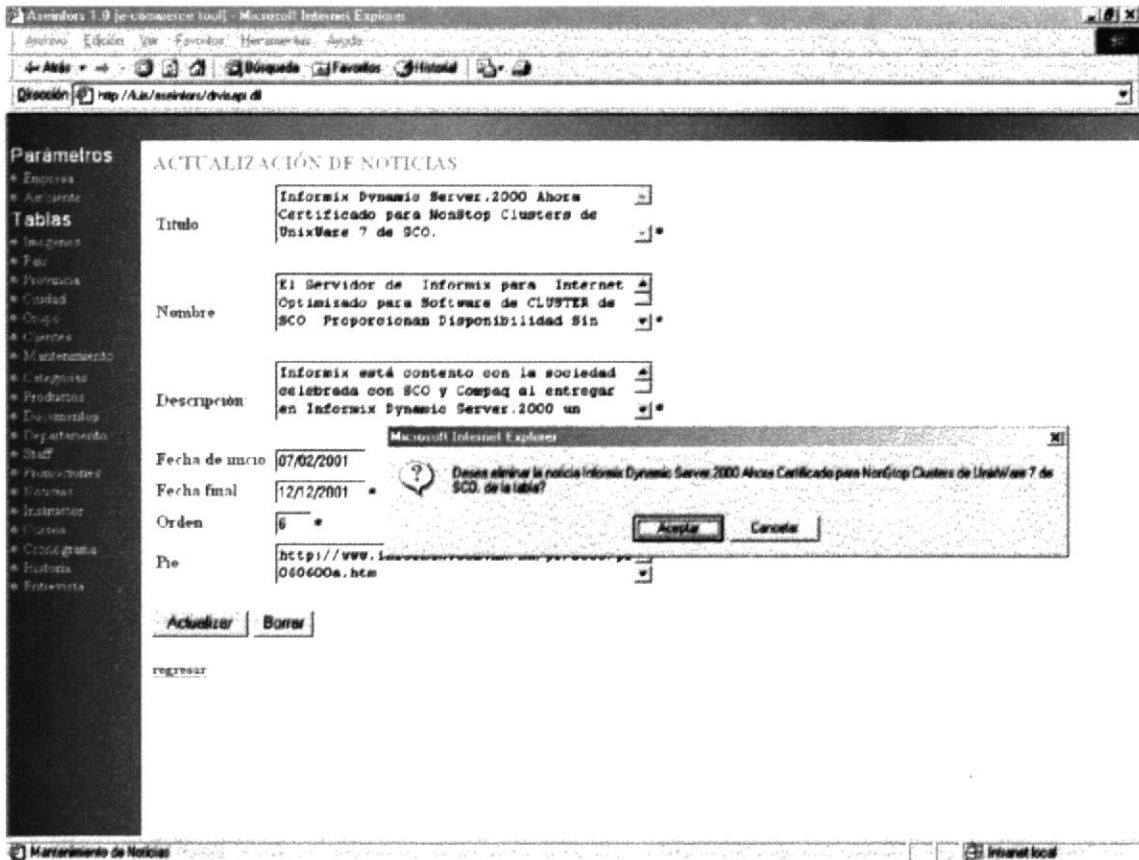 Aseinfors 1.0 [e-commerce tool] - Microsoft Internet Explorer
Archivo Edición Ver Favoritos Herramientas Ayuda
Atrás Búsqueda Favoritos Historial
Dirección http://luis/aseinfors/drvisapi.dll
Parámetros
Empresa
Ambiente
Tablas
Imagenes
Pais
Provincia
Ciudad
Grupo
Clientes
Mantenimiento
Categorias
Productos
Documentos
Departamento
Staff
Promociones
Noticias
Instructor
Cursos
Cronograma
Historia
Entrevista
ACTUALIZACIÓN DE NOTICIAS
Titulo
Informix Dynamic Server.2000 Ahora
Certificado para NonStop Clusters de
UnixWare 7 de SCO.
*
Nombre
El Servidor de Informix para Internet
Optimizado para Software de CLUSTER de
SCO Proporcionan Disponibilidad Sin
*
Descripción
Informix está contento con la sociedad
celebrada con SCO y Compaq al entregar
en Informix Dynamic Server.2000 un
*
Fecha de inicio 07/02/2001
Fecha final 12/12/2001 *
Orden 6 *
Pie
http://www.
060600a.htm
Actualizar Borrar
regresar
Microsoft Internet Explorer
Desea eliminar la noticia Informix Dynamic Server.2000 Ahora Certificado para NonStop Clusters de UnixWare 7 de
SCO. de la tabla?
Aceptar Cancelar
Mantenimiento de Noticias Intranet local